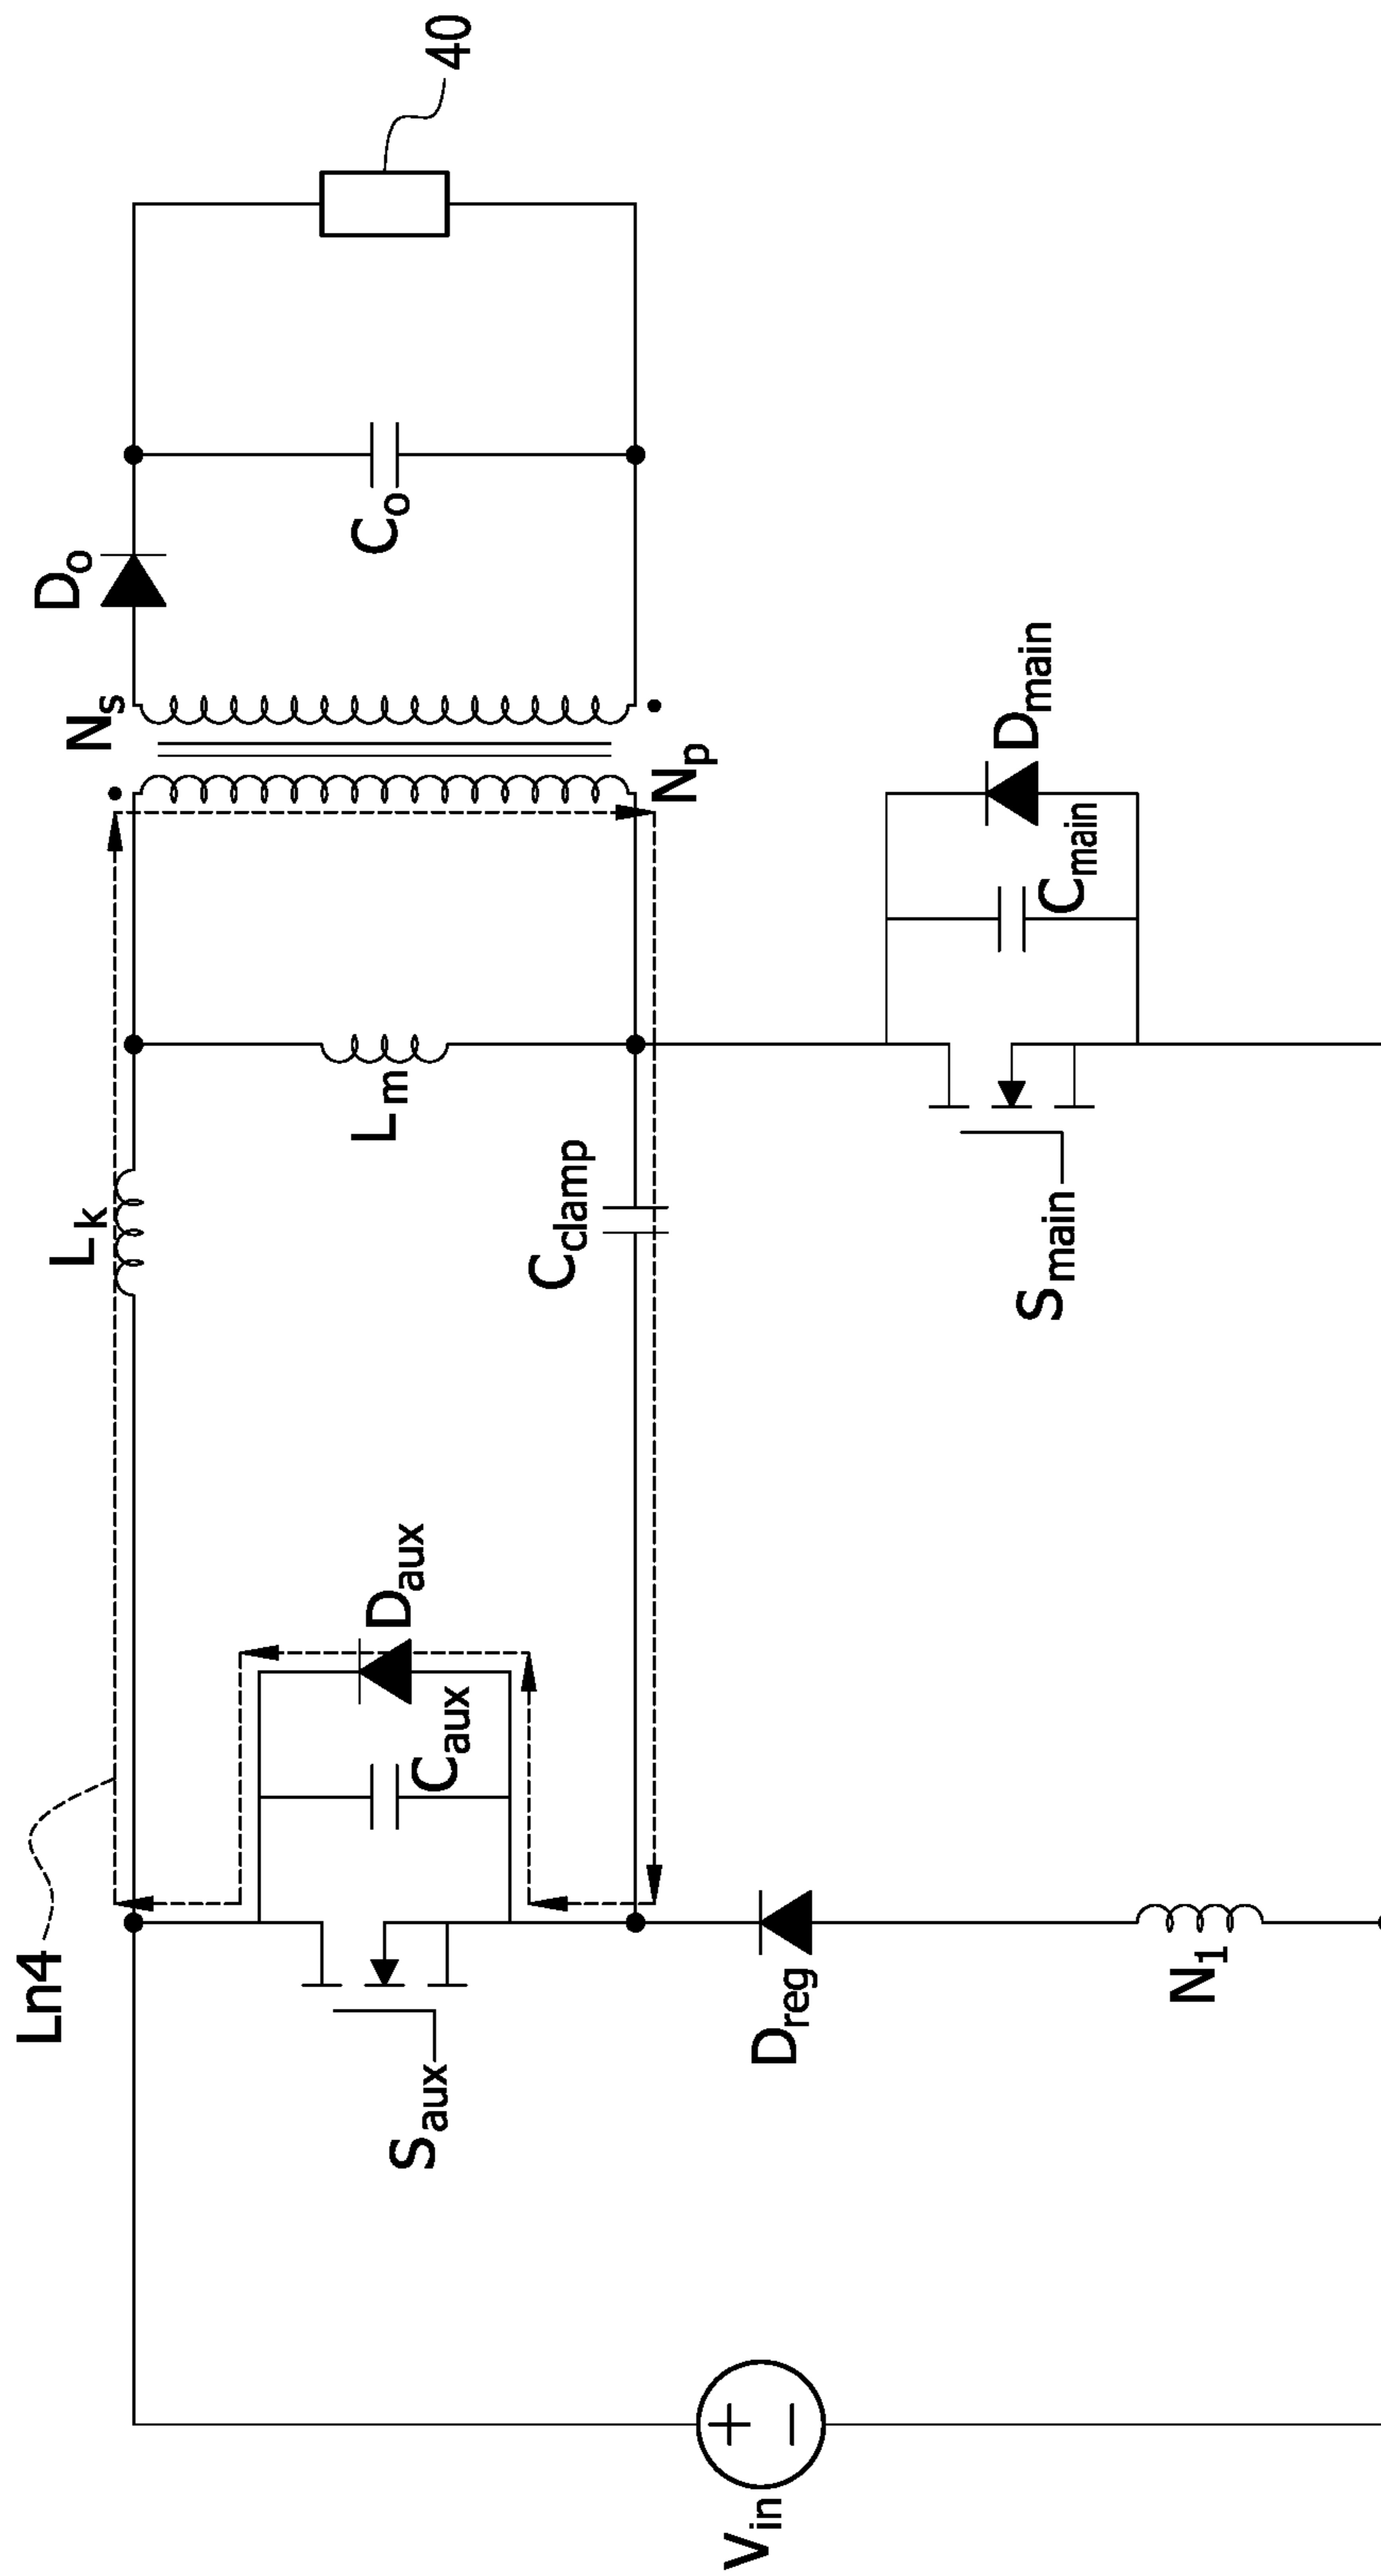 Ln4
Lk
Ns
Do
40
Saux
Caux
Daux
Cclamp
Lm
Np
Co
Vin
+
−
Dreg
N1
Smain
Cmain
Dmain